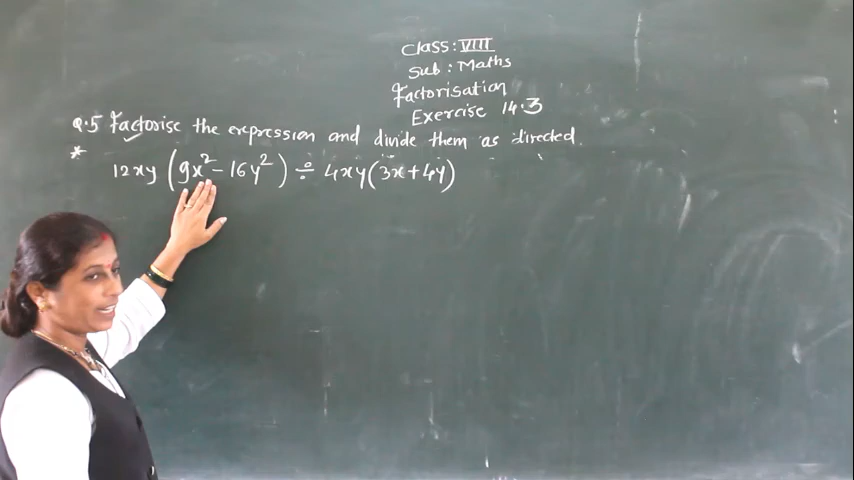 Class: VIII
Sub : Maths
Factorisation
Exercise 14.3
Q.5 Factorise the expression and divide them as directed.
* 12xy (9x² - 16y²) ÷ 4xy(3x+4y)